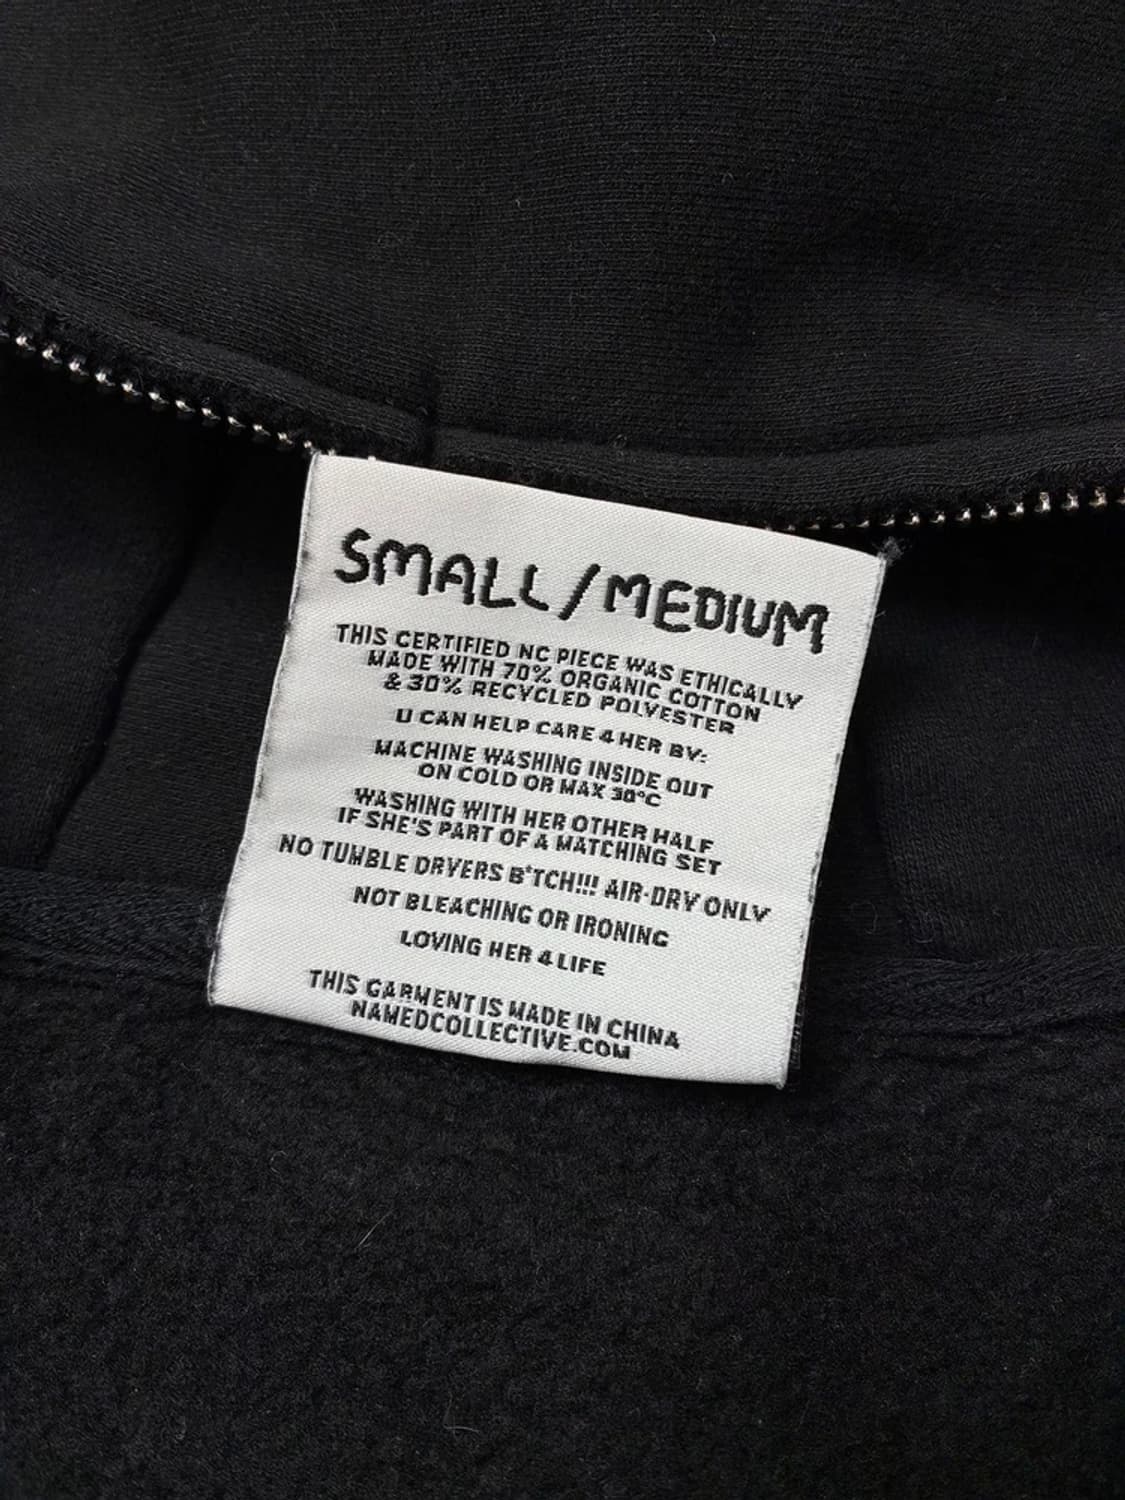 SMALL/MEDIUM
THIS CERTIFIED NC PIECE WAS ETHICALLY
MADE WITH 70% ORGANIC COTTON
& 30% RECYCLED POLYESTER
U CAN HELP CARE 4 HER BY:
MACHINE WASHING INSIDE OUT
ON COLD OR MAX 30°C
WASHING WITH HER OTHER HALF
IF SHE'S PART OF A MATCHING SET
NO TUMBLE DRYERS B*TCH!!! AIR-DRY ONLY
NOT BLEACHING OR IRONING
LOVING HER 4 LIFE
THIS GARMENT IS MADE IN CHINA
NAMEDCOLLECTIVE.COM